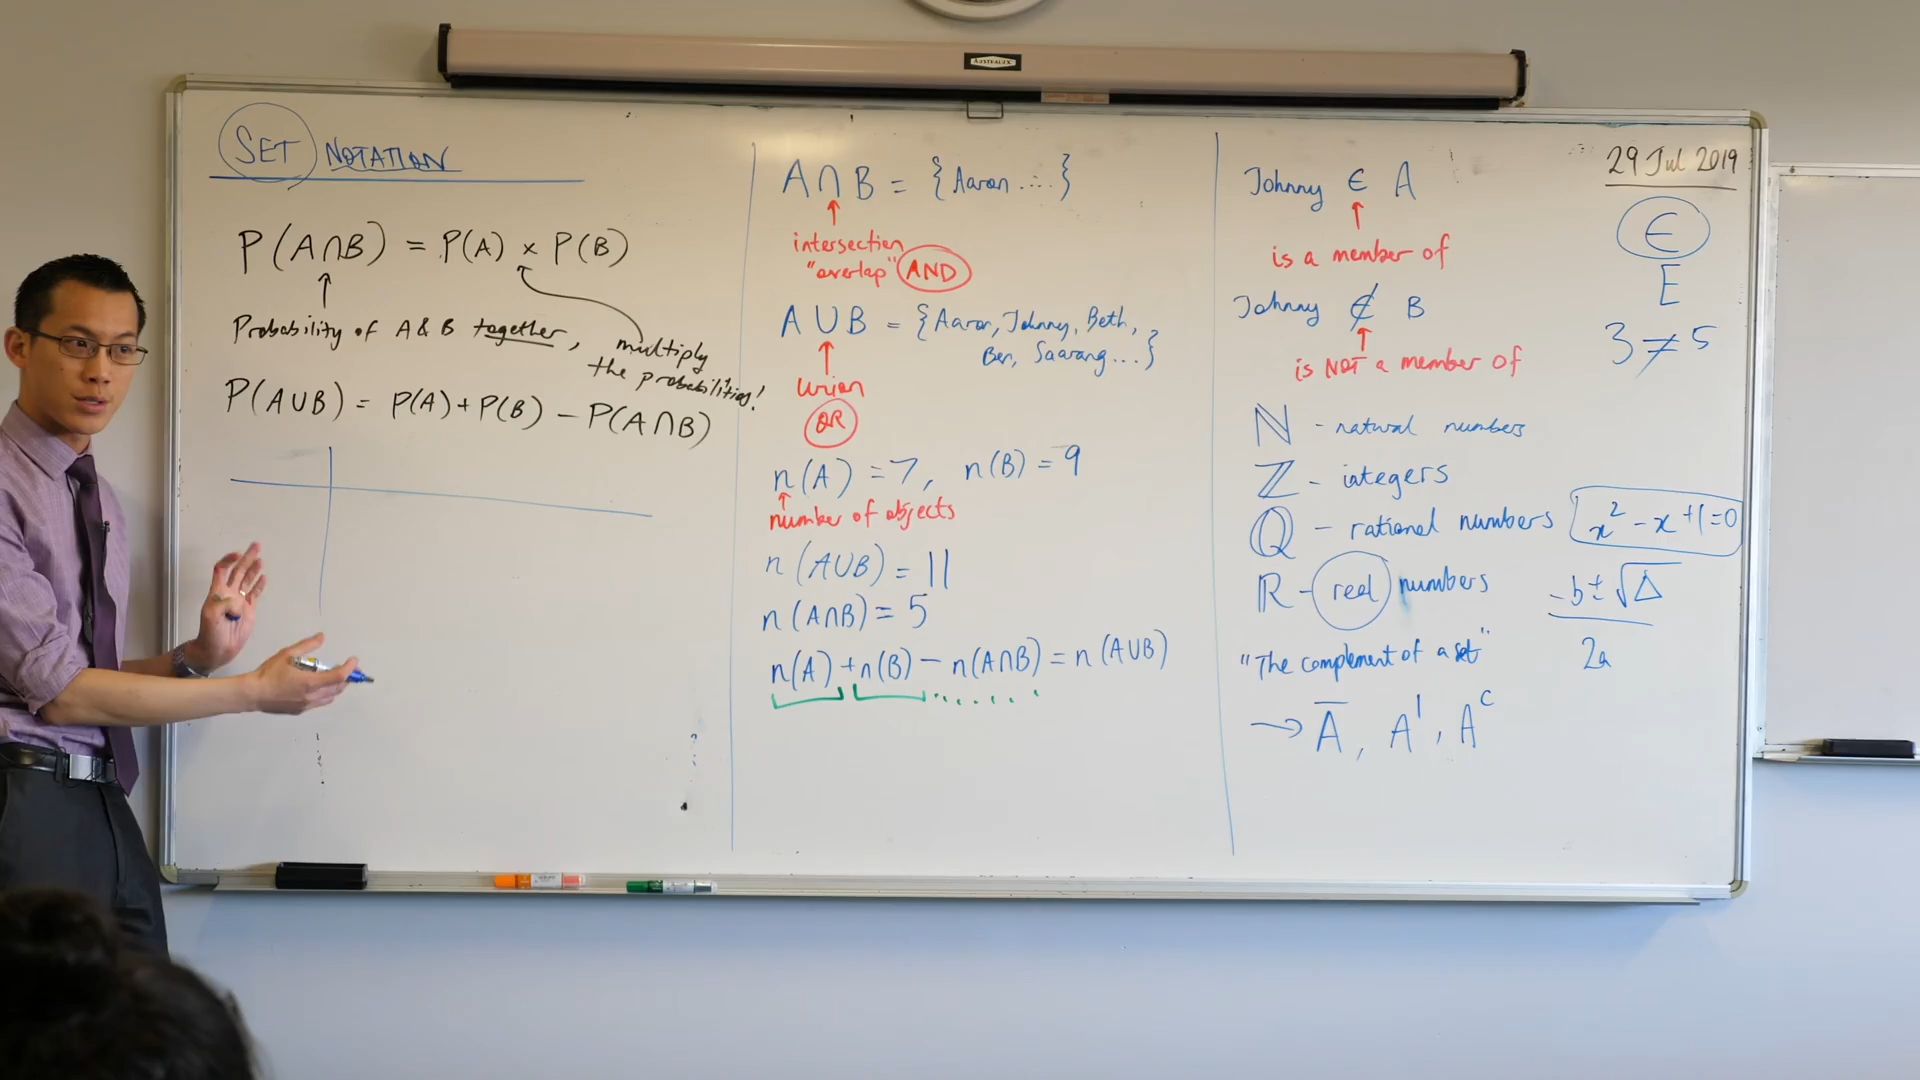 AUSTRALEX
SET NOTATION
P(A∩B) = P(A) × P(B)
↑
Probability of A & B together,
multiply
the probabilities!
P(A∪B) = P(A)+P(B) − P(A∩B)
A∩B = {Aaron ....}
↑
intersection
"overlap" AND
A∪B = {Aaron, Johnny, Beth,
Ben, Saarang ...}
↑
union
OR
n(A) = 7, n(B) = 9
↑
number of objects
n(A∪B) = 11
n(A∩B) = 5
n(A) + n(B) − n(A∩B) = n(A∪B)
29 Jul 2019
Johnny ∈ A
↑
is a member of
Johnny ∉ B
↑
is NOT a member of
∈
E
3 ≠ 5
ℕ - natural numbers
ℤ - integers
ℚ - rational numbers
x² − x + 1 = 0
ℝ - real numbers
−b ± √Δ
2a
"The complement of a set"
→ A̅, A', Aᶜ